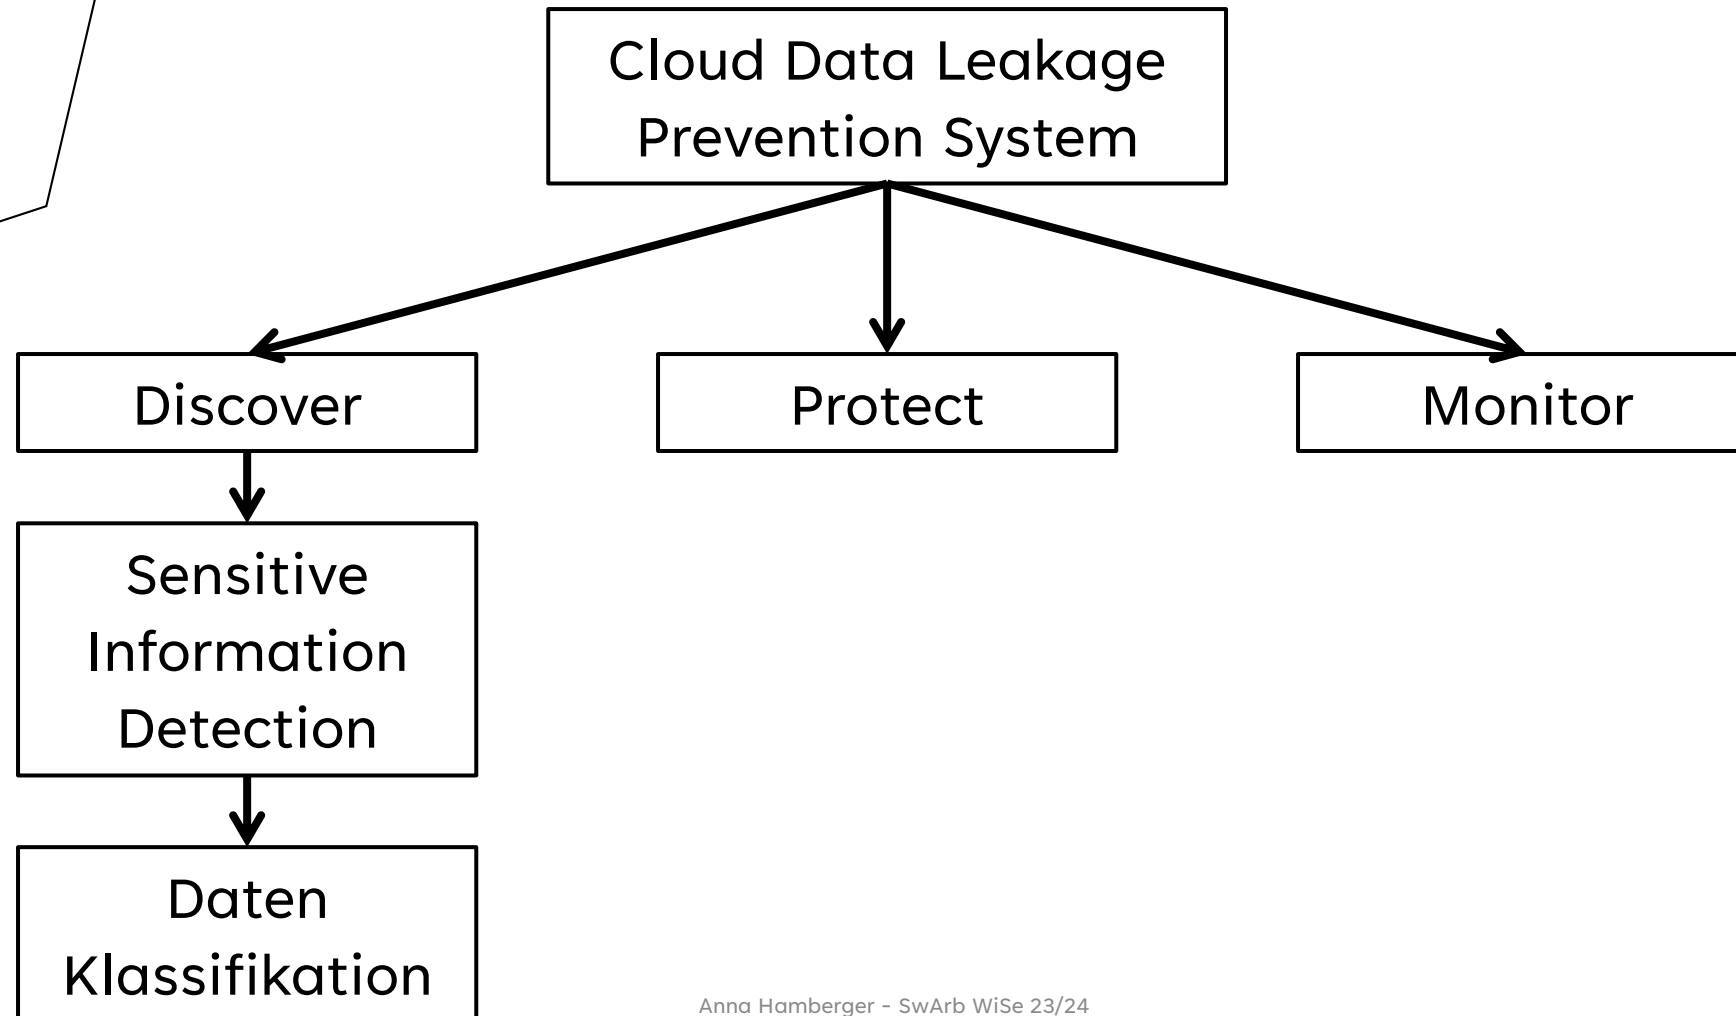 Cloud Data Leakage
Prevention System
Discover
Protect
Monitor
Sensitive
Information
Detection
Daten
Klassifikation
Anna Hamberger - SwArb WiSe 23/24